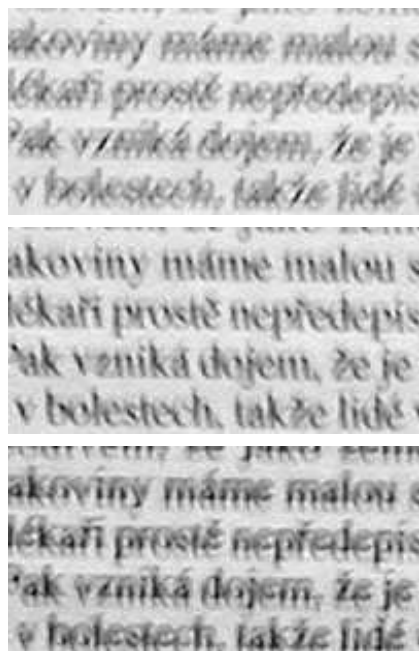 akoviny máme malou s
lékaři prostě nepředepis
Pak vzniká dojem, že je
v bolestech, takže lidé
akoviny máme malou s
lékaři prostě nepředepis
Pak vzniká dojem, že je
v bolestech, takže lidé
akoviny máme malou
lékaři prostě nepředepis
Pak vzniká dojem, že je
v bolestech, takže lidé